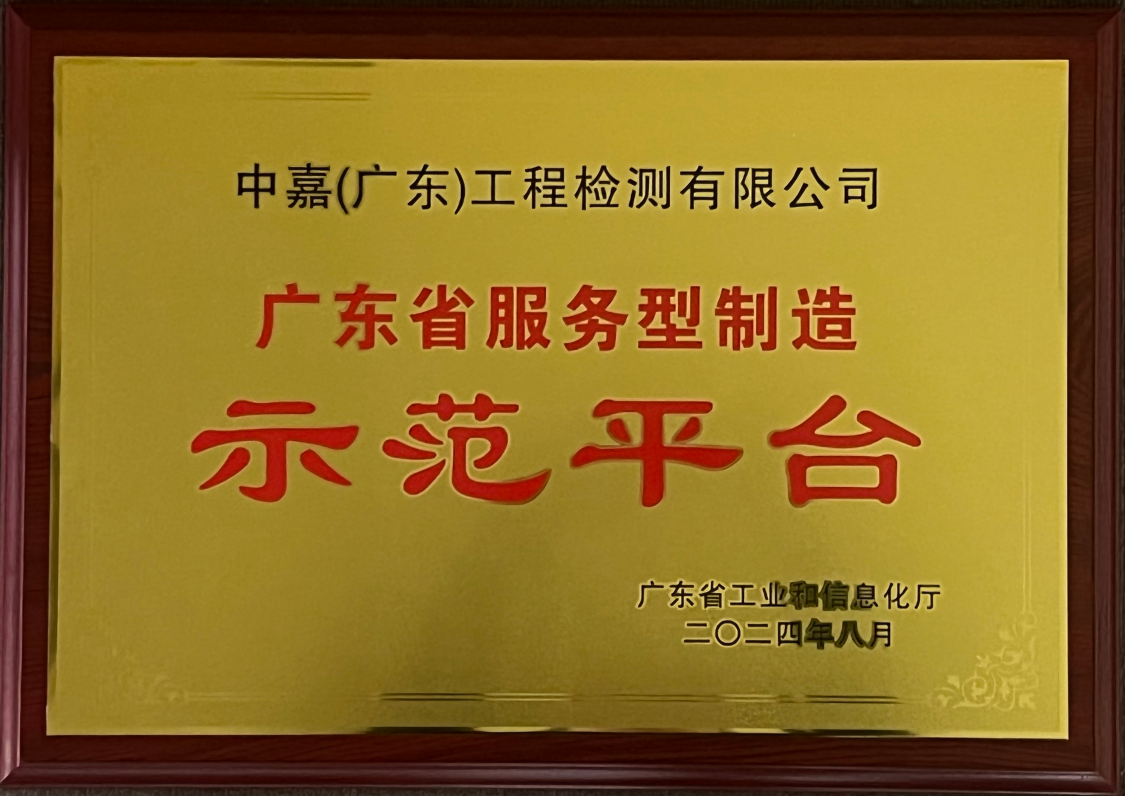 中嘉(广东)工程检测有限公司
广东省服务型制造
示范平台
广东省工业和信息化厅
二〇二四年八月